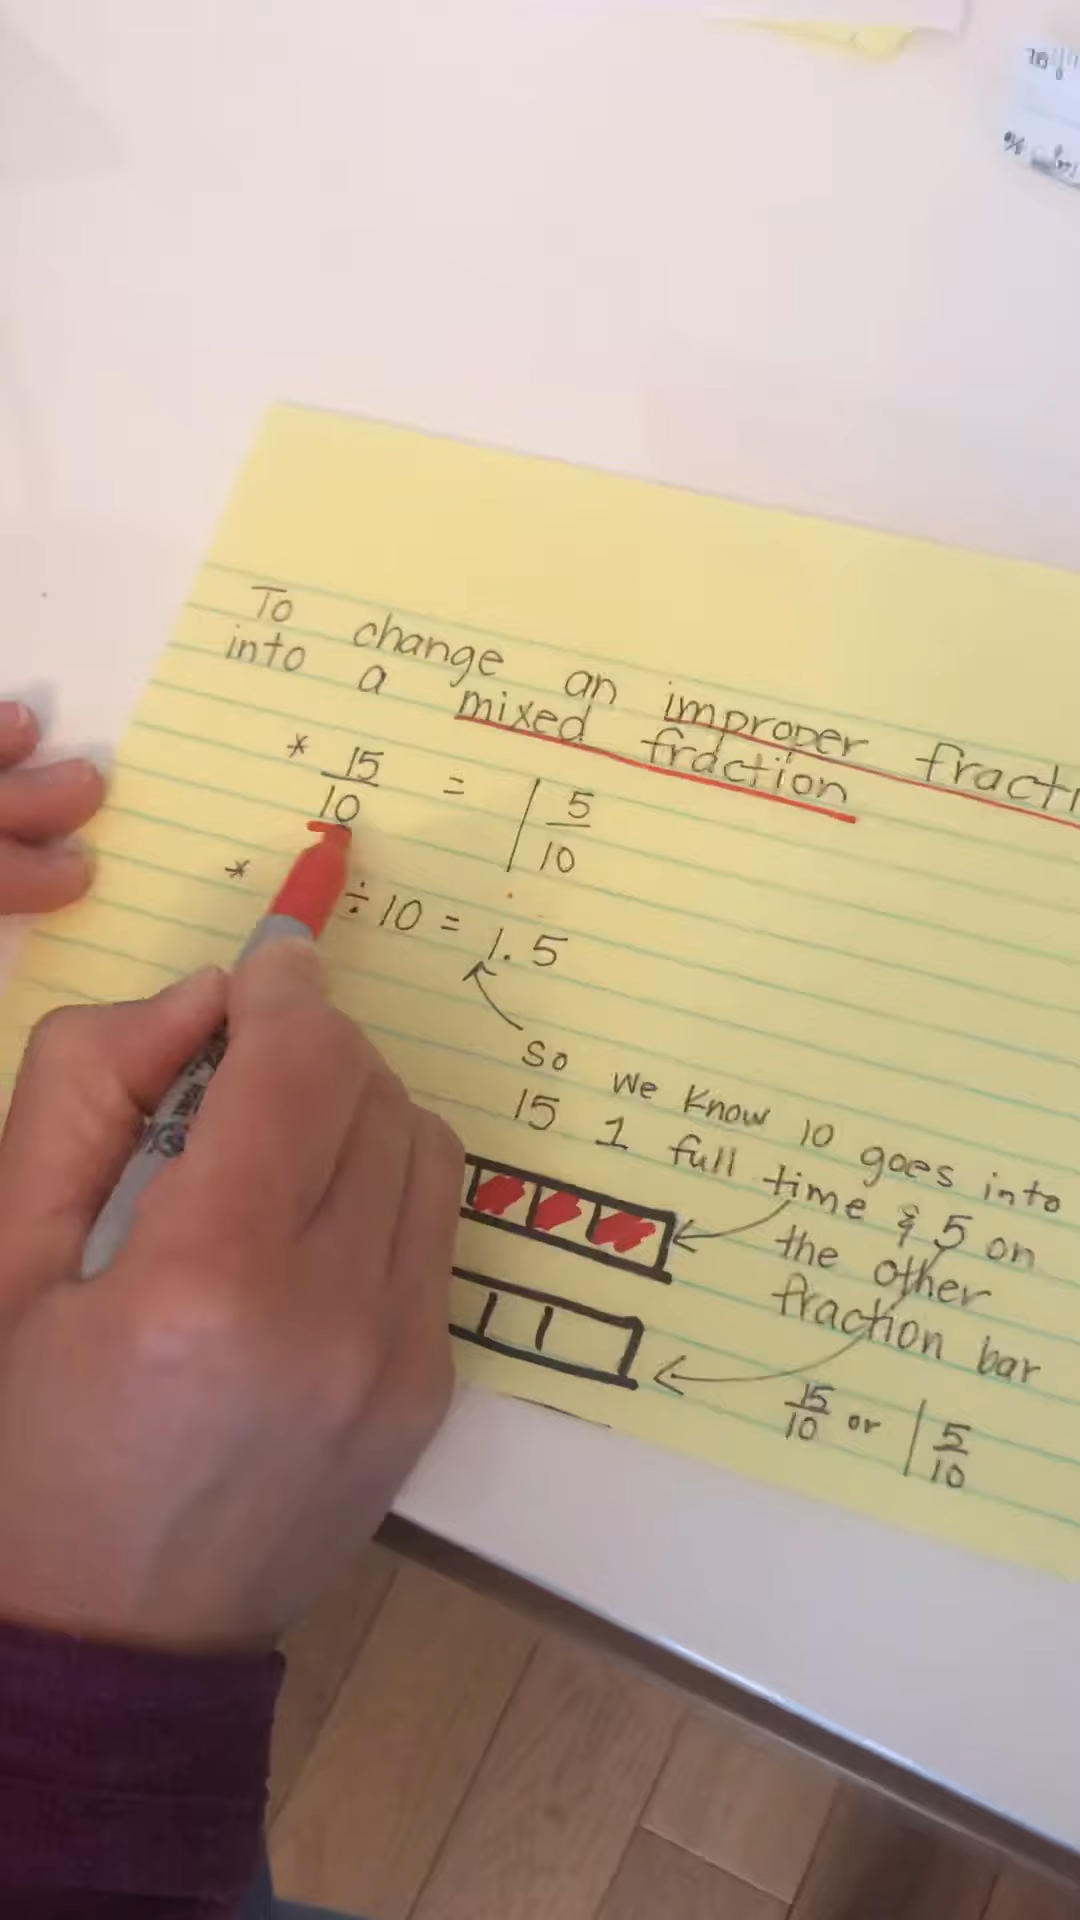 To change an improper fracti
into a mixed fraction
* 15/10 = 1 5/10
* ÷ 10 = 1.5
So we know 10 goes into
15 1 full time & 5 on
the other
fraction bar
15/10 or 1 5/10